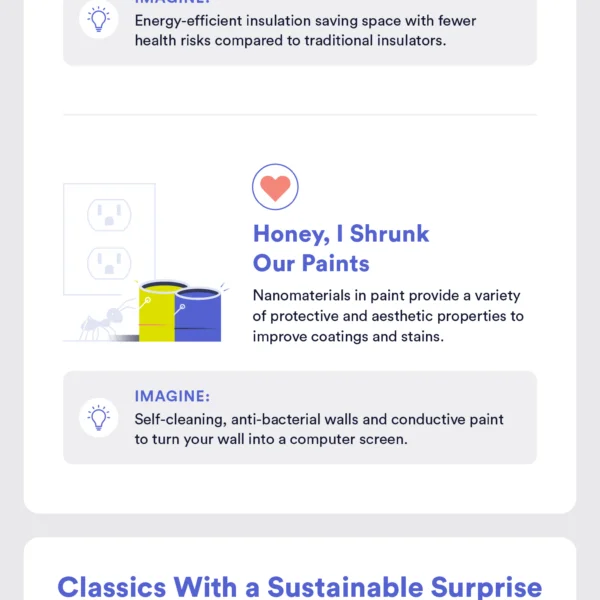 IMAGINE:
Energy-efficient insulation saving space with fewer
health risks compared to traditional insulators.
Honey, I Shrunk
Our Paints
Nanomaterials in paint provide a variety
of protective and aesthetic properties to
improve coatings and stains.
IMAGINE:
Self-cleaning, anti-bacterial walls and conductive paint
to turn your wall into a computer screen.
Classics With a Sustainable Surprise